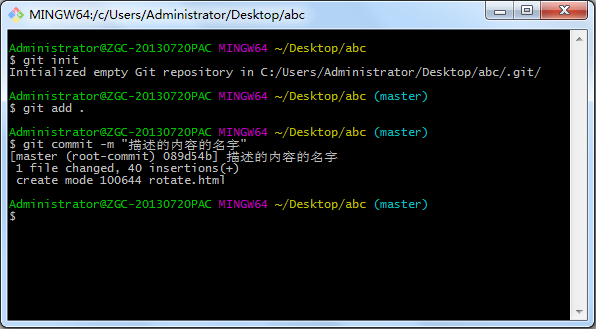 MINGW64:/c/Users/Administrator/Desktop/abc
Administrator@ZGC-20130720PAC MINGW64 ~/Desktop/abc
$ git init
Initialized empty Git repository in C:/Users/Administrator/Desktop/abc/.git/
Administrator@ZGC-20130720PAC MINGW64 ~/Desktop/abc (master)
$ git add .
Administrator@ZGC-20130720PAC MINGW64 ~/Desktop/abc (master)
$ git commit -m "描述的内容的名字"
[master (root-commit) 089d54b] 描述的内容的名字
 1 file changed, 40 insertions(+)
 create mode 100644 rotate.html
Administrator@ZGC-20130720PAC MINGW64 ~/Desktop/abc (master)
$